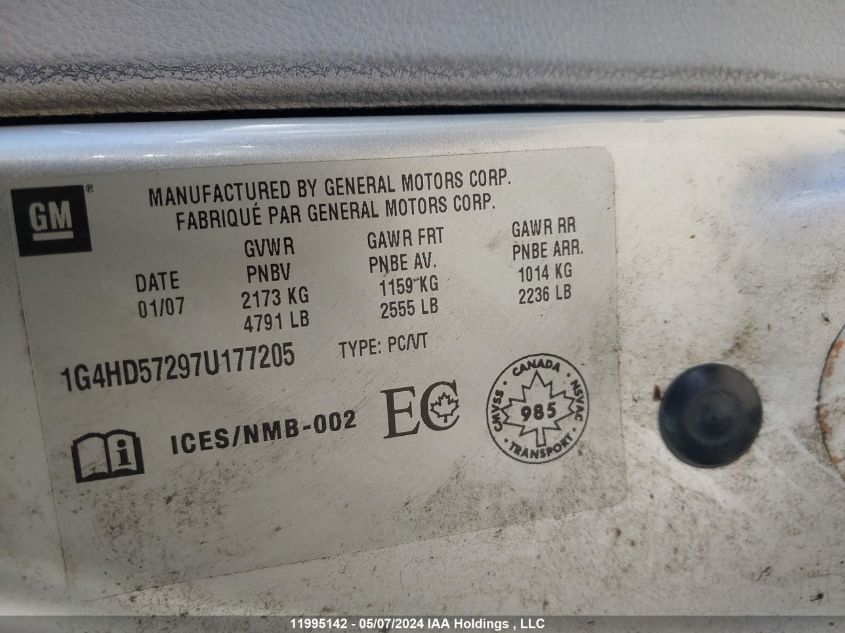 GM®
MANUFACTURED BY GENERAL MOTORS CORP.
FABRIQUÉ PAR GENERAL MOTORS CORP.
DATE
01/07
GVWR
PNBV
2173 KG
4791 LB
GAWR FRT
PNBE AV.
1159 KG
2555 LB
GAWR RR
PNBE ARR.
1014 KG
2236 LB
1G4HD57297U177205
TYPE: PC/VT
i
ICES/NMB-002
EC
CANADA
CMVSS
985
NSVAC
TRANSPORT
11995142 - 05/07/2024 IAA Holdings , LLC